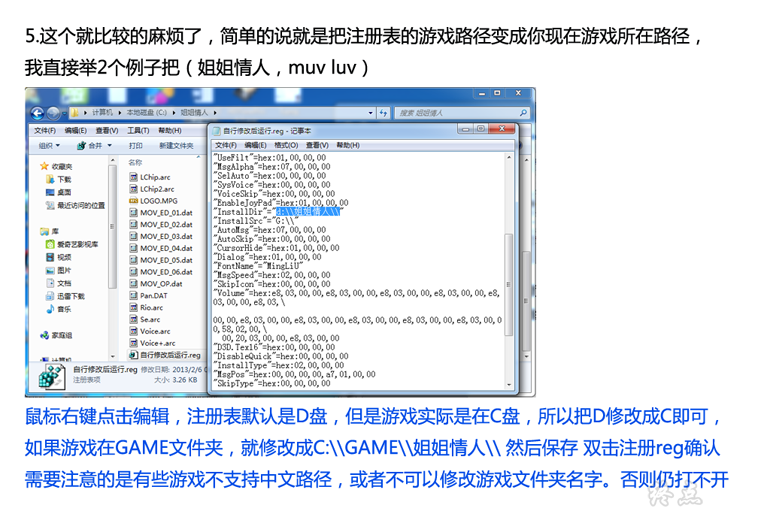 5.这个就比较的麻烦了，简单的说就是把注册表的游戏路径变成你现在游戏所在路径，
我直接举2个例子把（姐姐情人，muv luv）
计算机 ▸ 本地磁盘 (C:) ▸ 姐姐情人 ▸
搜索 姐姐情人
文件(F) 编辑(E) 查看(V) 工具(T) 帮助(H)
组织 合并 打印 新建文件夹
收藏夹
下载
桌面
最近访问的位置
库
爱奇艺影视库
视频
图片
文档
迅雷下载
音乐
家庭组
计算机
名称
LChip.arc
LChip2.arc
LOGO.MPG
MOV_ED_01.dat
MOV_ED_02.dat
MOV_ED_03.dat
MOV_ED_04.dat
MOV_ED_05.dat
MOV_ED_06.dat
MOV_OP.dat
Pan.DAT
Rio.arc
Se.arc
Voice.arc
Voice+.arc
自行修改后运行.reg
自行修改后运行.reg 修改日期: 2013/2/6
注册表项 大小: 3.26 KB
自行修改后运行.reg - 记事本
文件(F) 编辑(E) 格式(O) 查看(V) 帮助(H)
"UseFilt"=hex:01,00,00,00
"MsgAlpha"=hex:07,00,00,00
"SelAuto"=hex:00,00,00,00
"SysVoice"=hex:00,00,00,00
"VoiceSkip"=hex:00,00,00,00
"EnableJoyPad"=hex:01,00,00,00
"InstallDir"="d:\\姐姐情人\\"
"InstallSrc"="G:\\"
"AutoMsg"=hex:07,00,00,00
"AutoSkip"=hex:00,00,00,00
"CursorHide"=hex:01,00,00,00
"Dialog"=hex:01,00,00,00
"FontName"="MingLiU"
"MsgSpeed"=hex:02,00,00,00
"SkipIcon"=hex:00,00,00,00
"Volume"=hex:e8,03,00,00,e8,03,00,00,e8,03,00,00,e8,03,00,00,e8,
03,00,00,e8,03,\
00,00,e8,03,00,00,e8,03,00,00,e8,03,00,00,e8,03,00,00,e8,03,00,0
0,58,02,00,\
00,20,03,00,00,e8,03,00,00
"D3D.Tex16"=hex:00,00,00,00
"DisableQuick"=hex:00,00,00,00
"InstallType"=hex:02,00,00,00
"MsgPos"=hex:00,00,00,00,a7,01,00,00
"SkipType"=hex:00,00,00,00
鼠标右键点击编辑，注册表默认是D盘，但是游戏实际是在C盘，所以把D修改成C即可，
如果游戏在GAME文件夹，就修改成C:\\GAME\\姐姐情人\\ 然后保存 双击注册reg确认
需要注意的是有些游戏不支持中文路径，或者不可以修改游戏文件夹名字。否则仍打不开